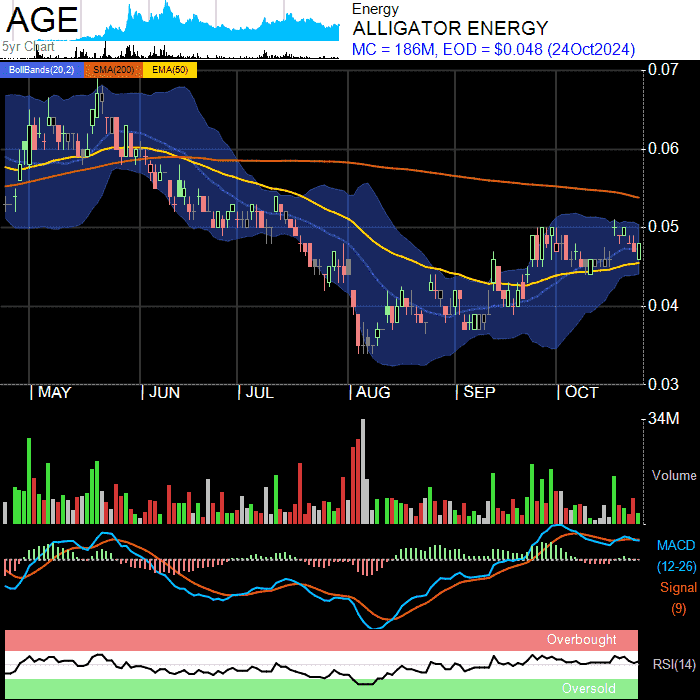 AGE
5yr Chart
Energy
ALLIGATOR ENERGY
MC = 186M, EOD = $0.048 (24Oct2024)
BollBands(20,2) SMA(200) EMA(50)
0.07
0.06
0.05
0.04
0.03
MAY JUN JUL AUG SEP OCT
34M
Volume
MACD
(12-26)
Signal
(9)
Overbought
RSI(14)
Oversold